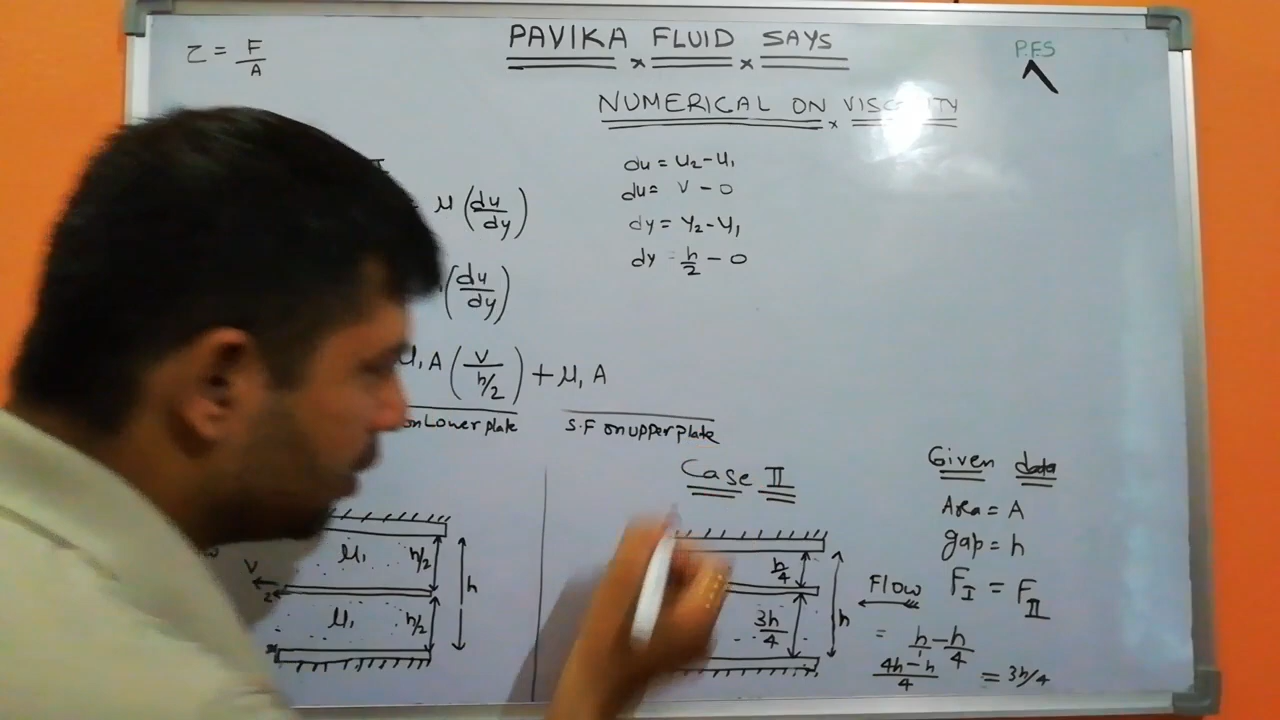 τ = F/A
PAVIKA FLUID SAYS
P.F.S
NUMERICAL ON VISCOSITY
du = u₂-u₁
du = V - 0
μ (du/dy)
dy = y₂-y₁
dy = h/2 - 0
(du/dy)
μ₁ A (V/h/2) + μ₁ A
on Lower plate
S.F on upper plate
Case II
Given data
Area = A
gap = h
Flow
F_I = F_II
= h/1 - h/4
4h-h/4 = 3h/4
μ₁
h/2
h
V
μ₁
h/2
h/4
3h/4
h